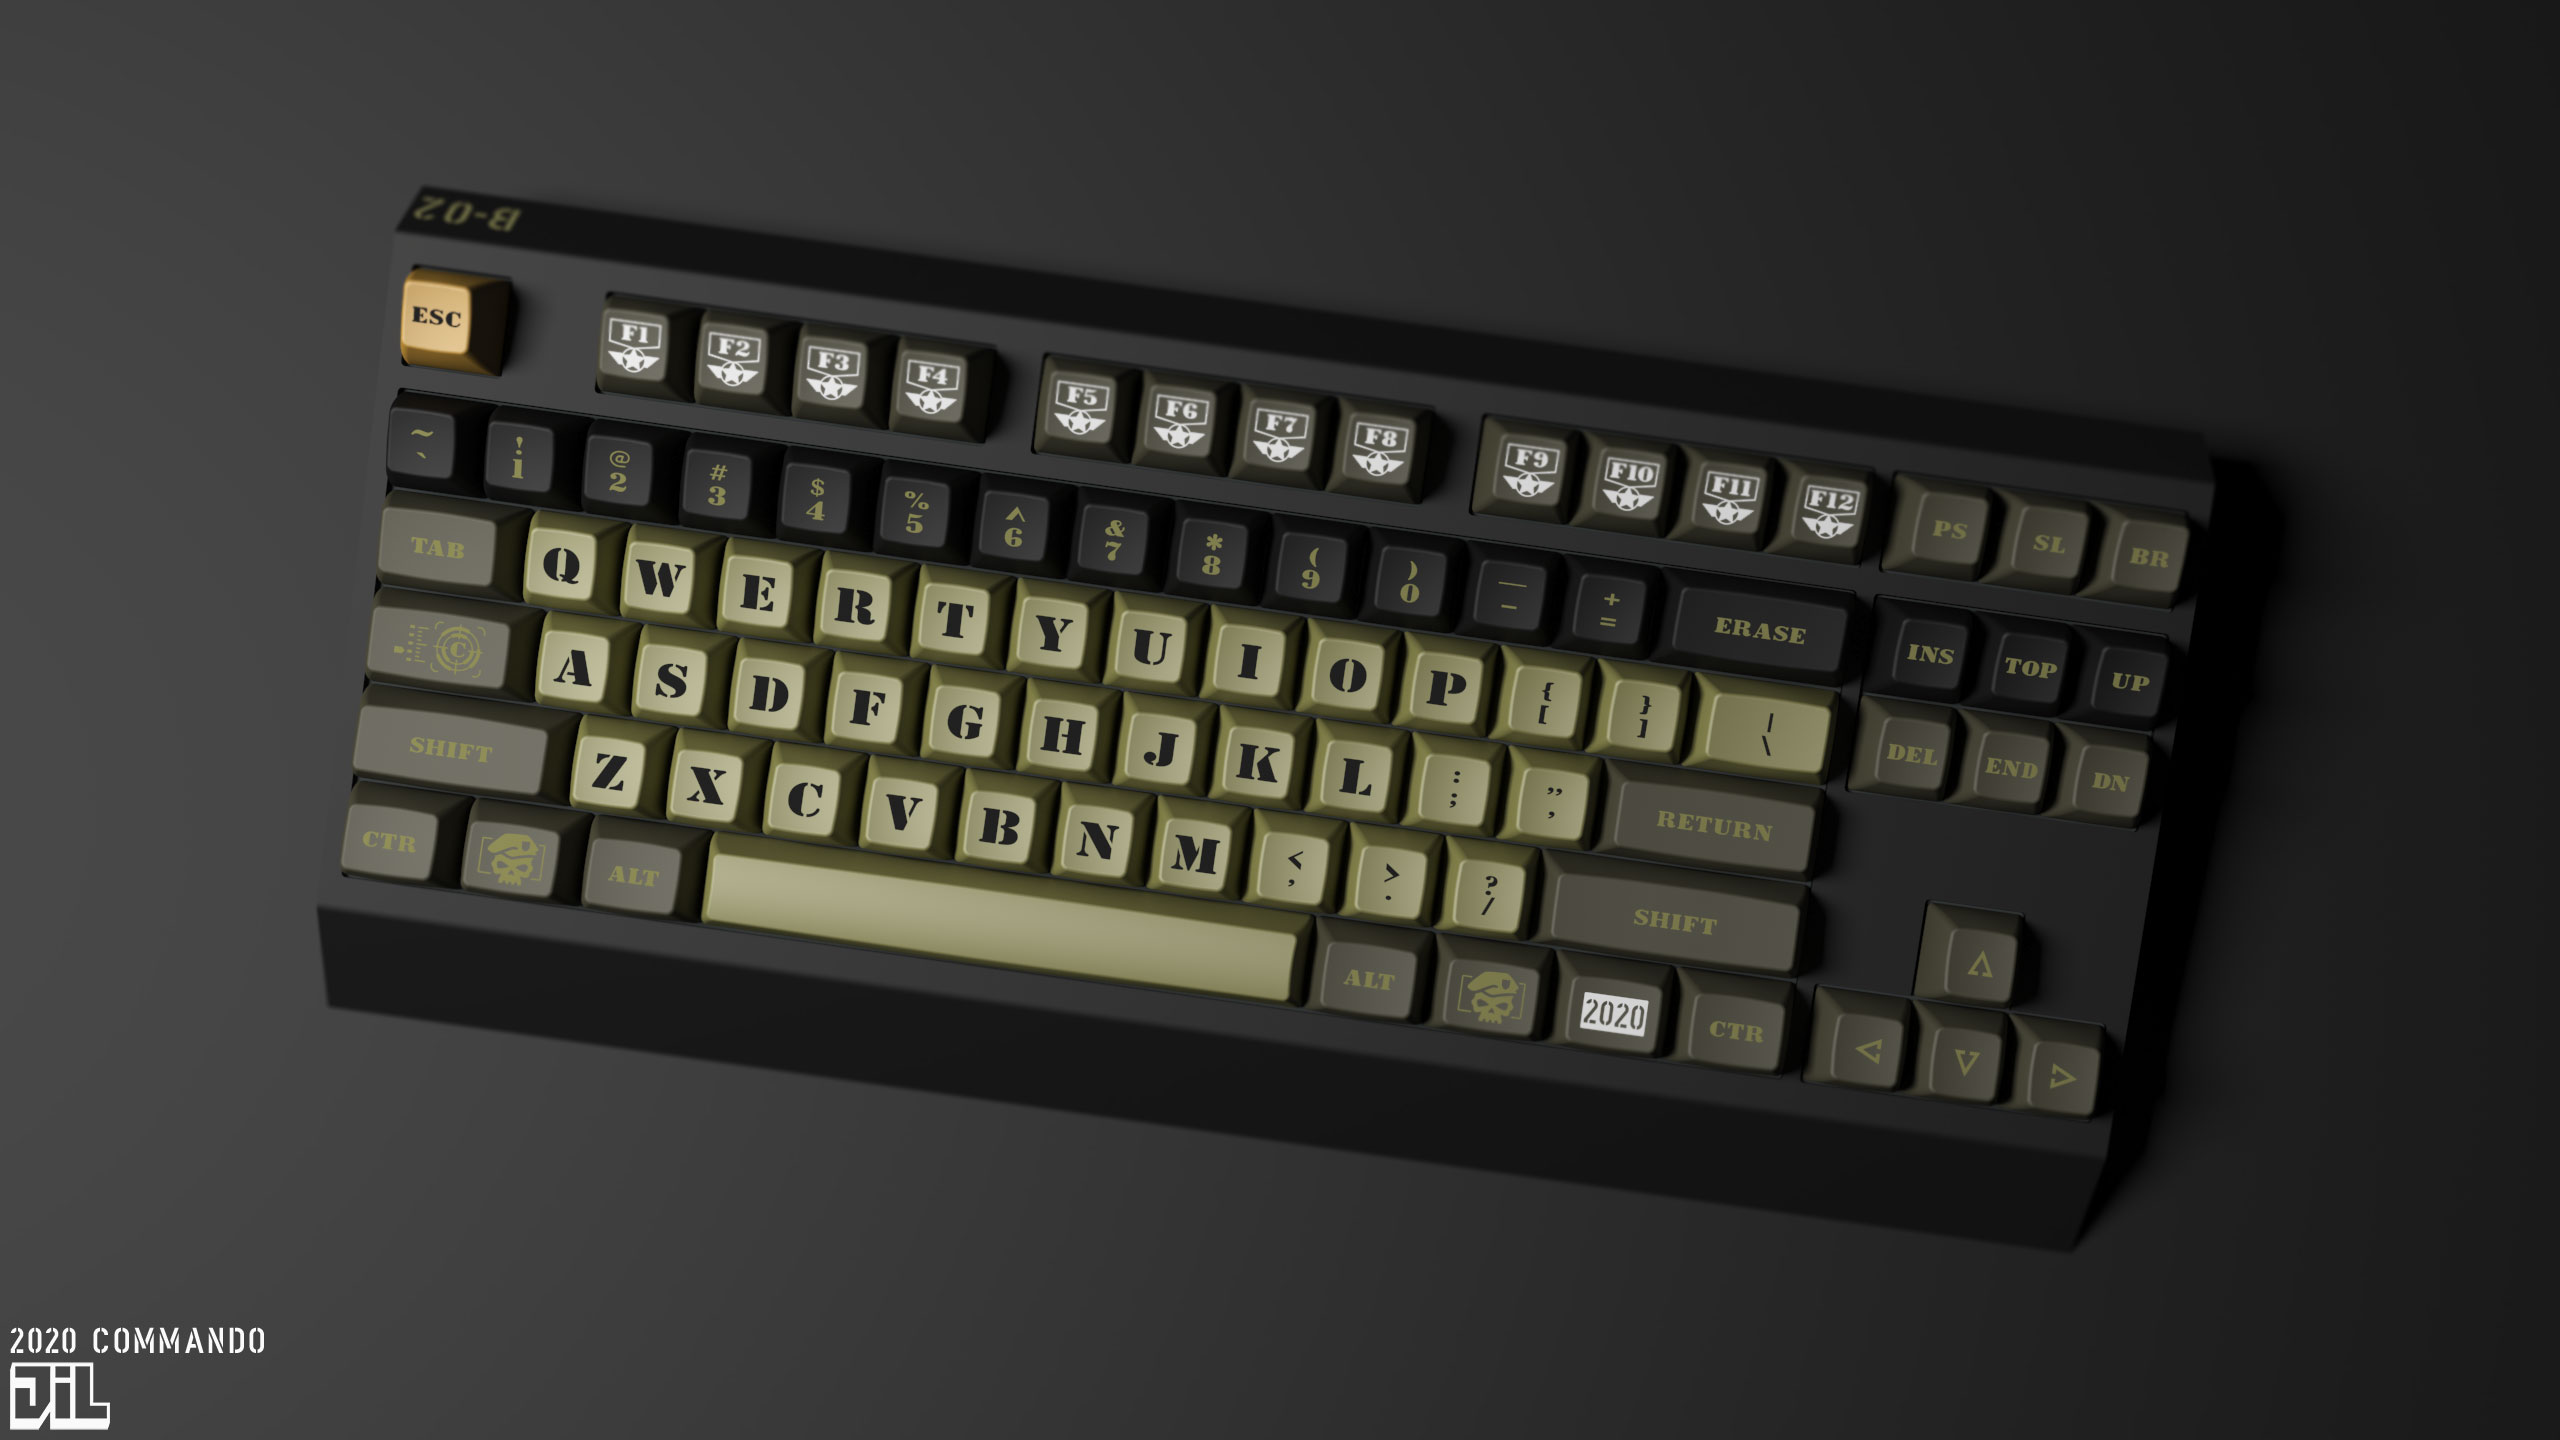 B-02
ESC F1 F2 F3 F4 F5 F6 F7 F8 F9 F10 F11 F12 PS SL BR
~ ` ! 1 @ 2 # 3 $ 4 % 5 ^ 6 & 7 * 8 ( 9 ) 0 — – + = ERASE INS TOP UP
TAB Q W E R T Y U I O P { [ } ] | \ DEL END DN
C A S D F G H J K L : ; " ' RETURN
SHIFT Z X C V B N M < , > . ? / SHIFT
CTR ALT ALT 2020 CTR
2020 COMMANDO
JIL